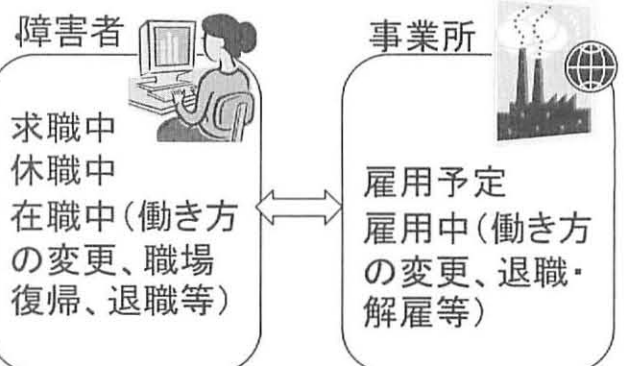 障害者
求職中
休職中
在職中(働き方
の変更、職場
復帰、退職等)
事業所
雇用予定
雇用中(働き方
の変更、退職・
解雇等)